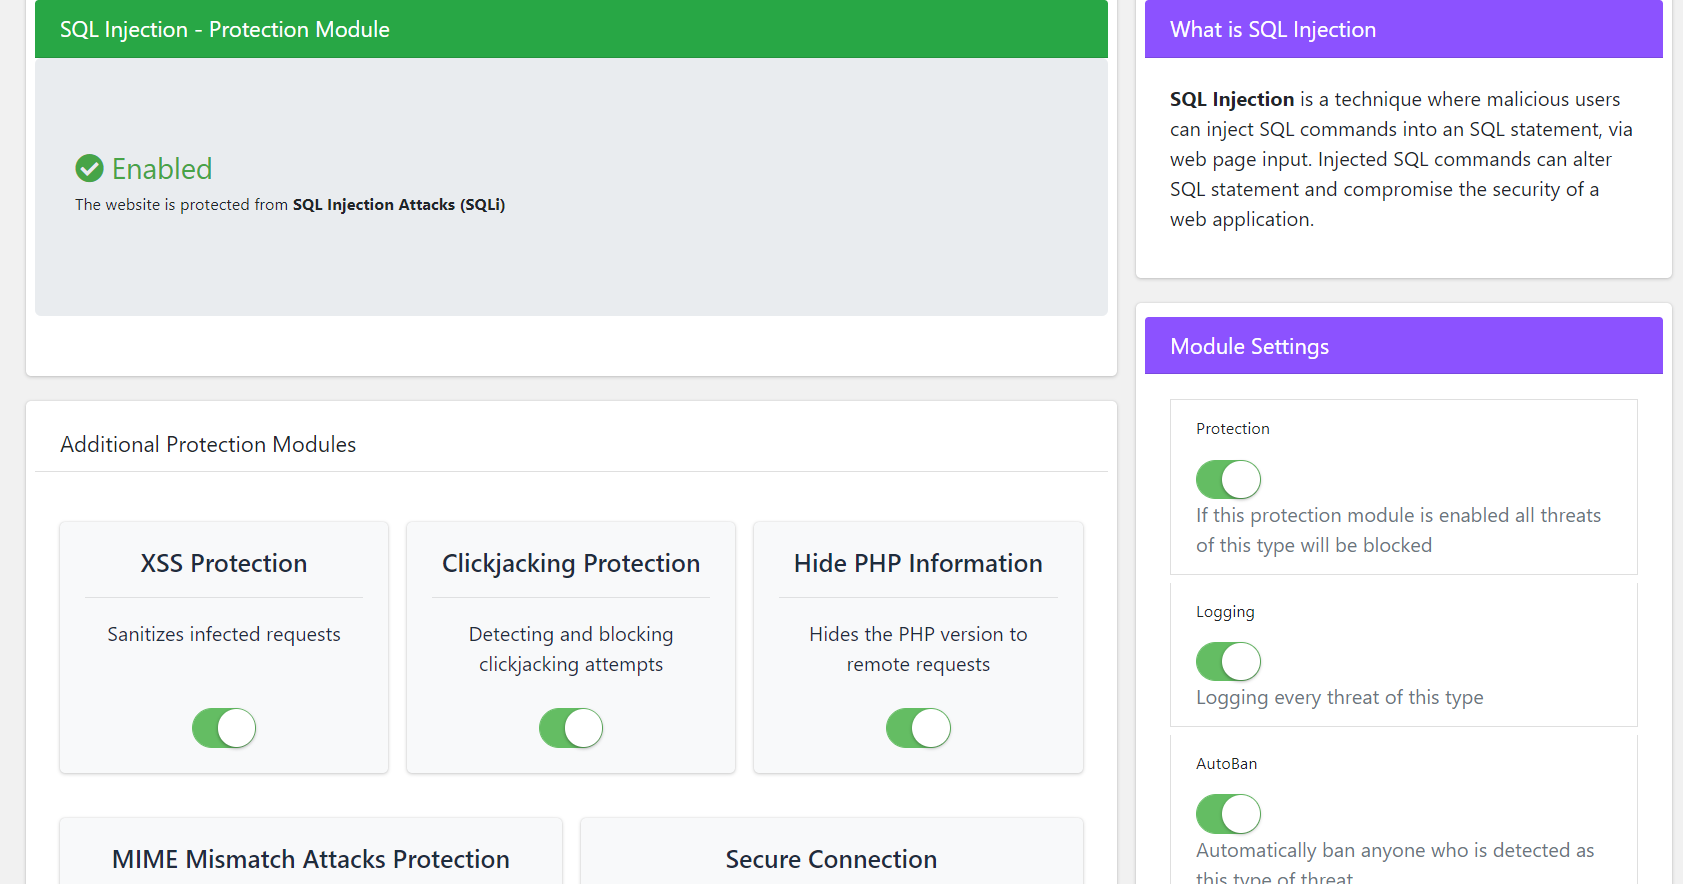 SQL Injection - Protection Module
Enabled
The website is protected from SQL Injection Attacks (SQLi)
Additional Protection Modules
XSS Protection
Sanitizes infected requests
Clickjacking Protection
Detecting and blocking
clickjacking attempts
Hide PHP Information
Hides the PHP version to
remote requests
MIME Mismatch Attacks Protection
Secure Connection
What is SQL Injection
SQL Injection is a technique where malicious users
can inject SQL commands into an SQL statement, via
web page input. Injected SQL commands can alter
SQL statement and compromise the security of a
web application.
Module Settings
Protection
If this protection module is enabled all threats
of this type will be blocked
Logging
Logging every threat of this type
AutoBan
Automatically ban anyone who is detected as
this type of threat